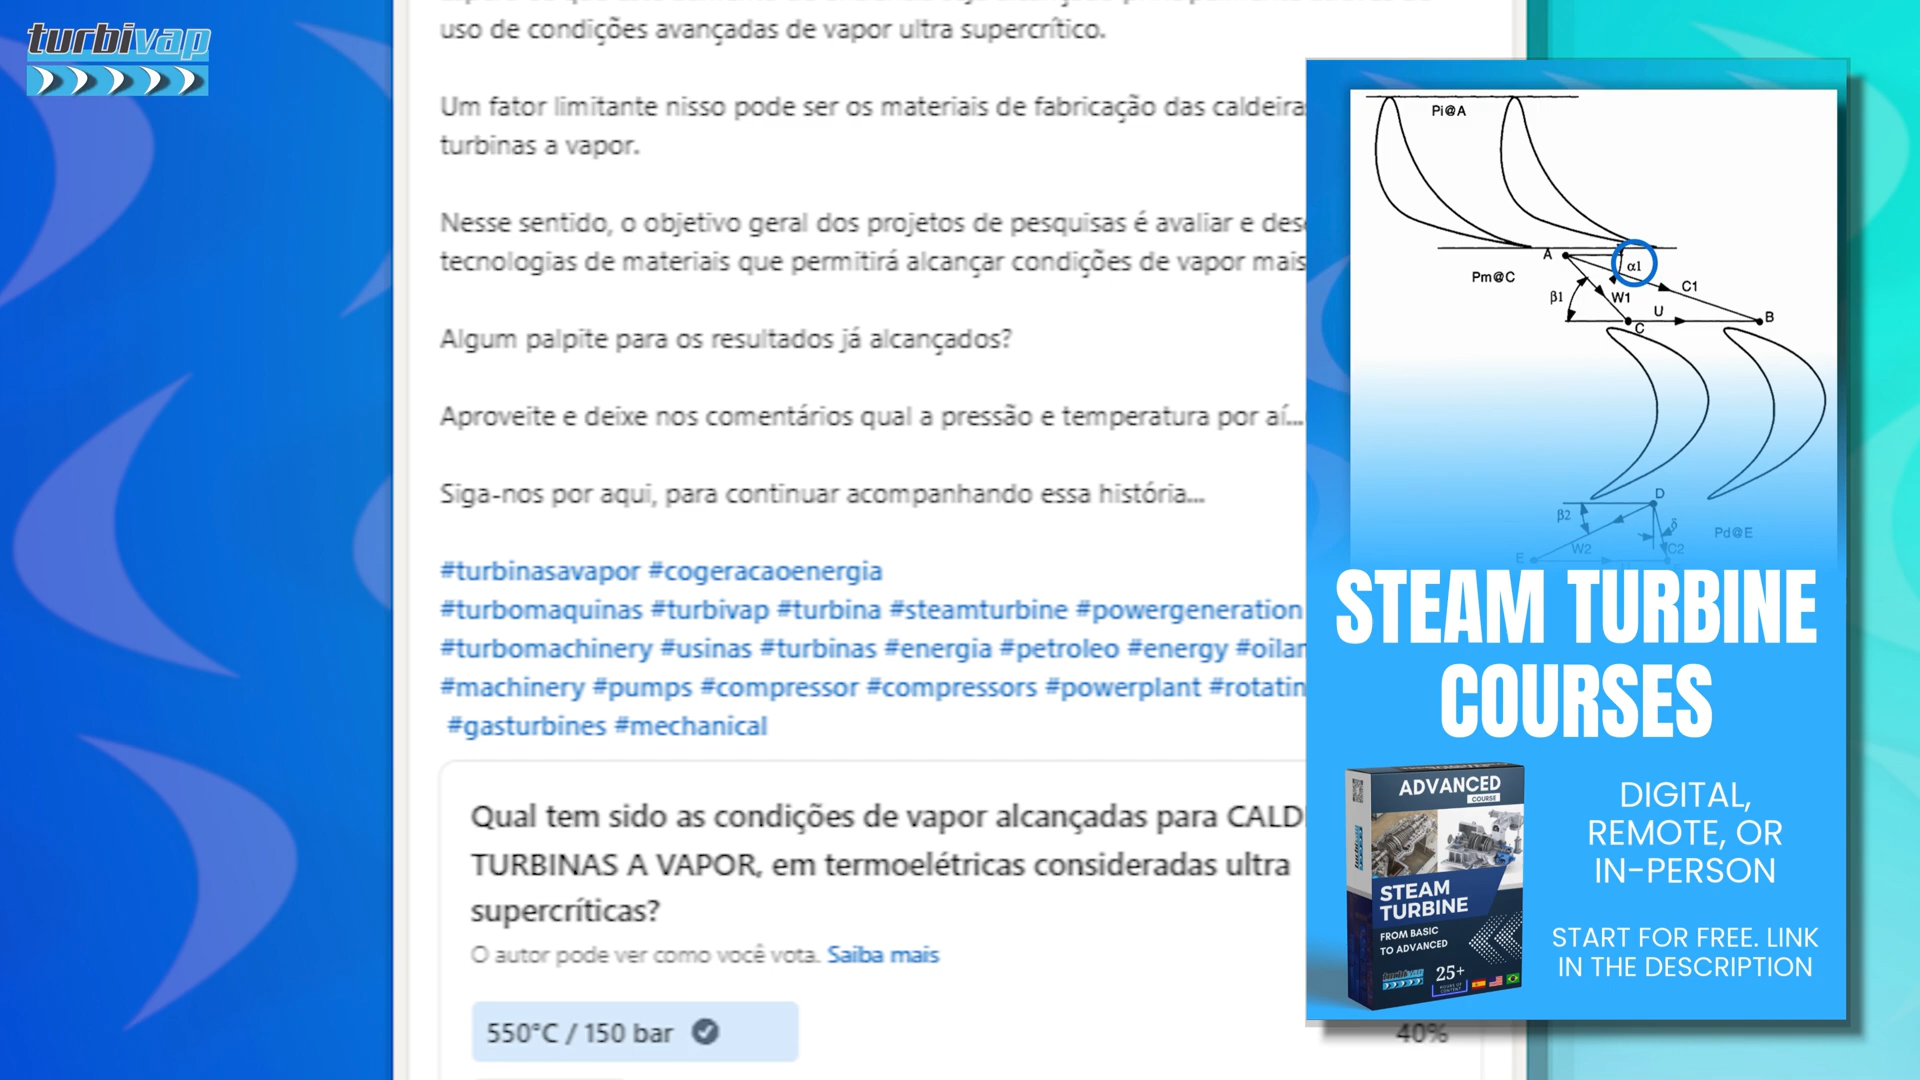 turbivap
uso de condições avançadas de vapor ultra supercrítico.
Um fator limitante nisso pode ser os materiais de fabricação das caldeira
turbinas a vapor.
Nesse sentido, o objetivo geral dos projetos de pesquisas é avaliar e des
tecnologias de materiais que permitirá alcançar condições de vapor mais
Algum palpite para os resultados já alcançados?
Aproveite e deixe nos comentários qual a pressão e temperatura por aí...
Siga-nos por aqui, para continuar acompanhando essa história...
#turbinasavapor #cogeracaoenergia
#turbomaquinas #turbivap #turbina #steamturbine #powergeneration
#turbomachinery #usinas #turbinas #energia #petroleo #energy #oilan
#machinery #pumps #compressor #compressors #powerplant #rotatin
#gasturbines #mechanical
Qual tem sido as condições de vapor alcançadas para CALD
TURBINAS A VAPOR, em termoelétricas consideradas ultra
supercríticas?
O autor pode ver como você vota. Saiba mais
550°C / 150 bar
40%
Pi@A
A
α1
Pm@C
C1
β1
W1
U
B
C
D
β2
δ
Pd@E
W2
C2
E
STEAM TURBINE
COURSES
ADVANCED
COURSE
STEAM
TURBINE
FROM BASIC
TO ADVANCED
turbivap
25+
HOURS OF
CONTENT
DIGITAL,
REMOTE, OR
IN-PERSON
START FOR FREE. LINK
IN THE DESCRIPTION